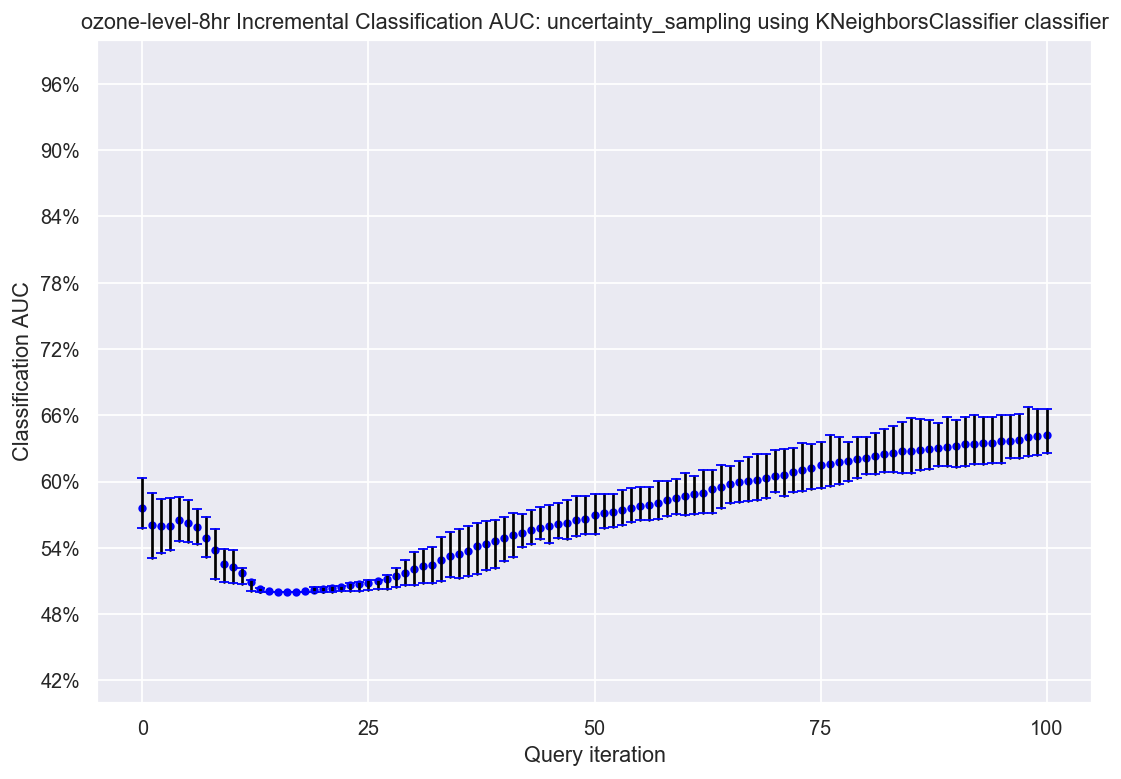 ozone-level-8hr Incremental Classification AUC: uncertainty_sampling using KNeighborsClassifier classifier
96%
90%
84%
78%
72%
66%
60%
54%
48%
42%
Classification AUC
0 25 50 75 100
Query iteration